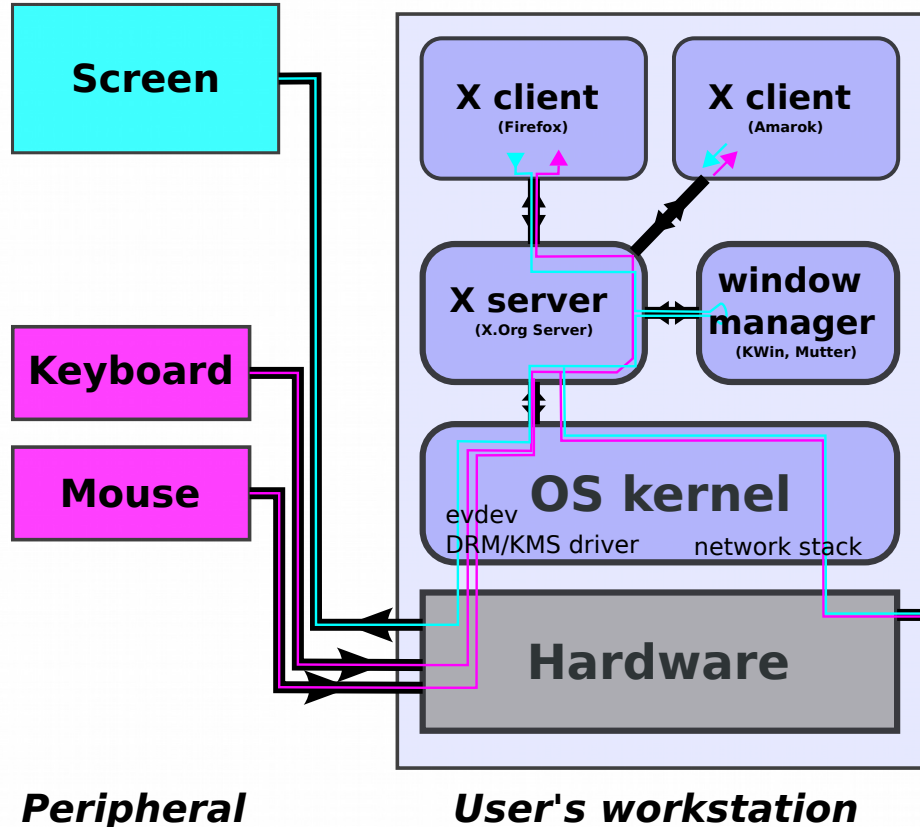 Screen
X client
(Firefox)
X client
(Amarok)
X server
(X.Org Server)
window
manager
(KWin, Mutter)
Keyboard
Mouse
OS kernel
evdev
DRM/KMS driver
network stack
Hardware
Peripheral
User's workstation